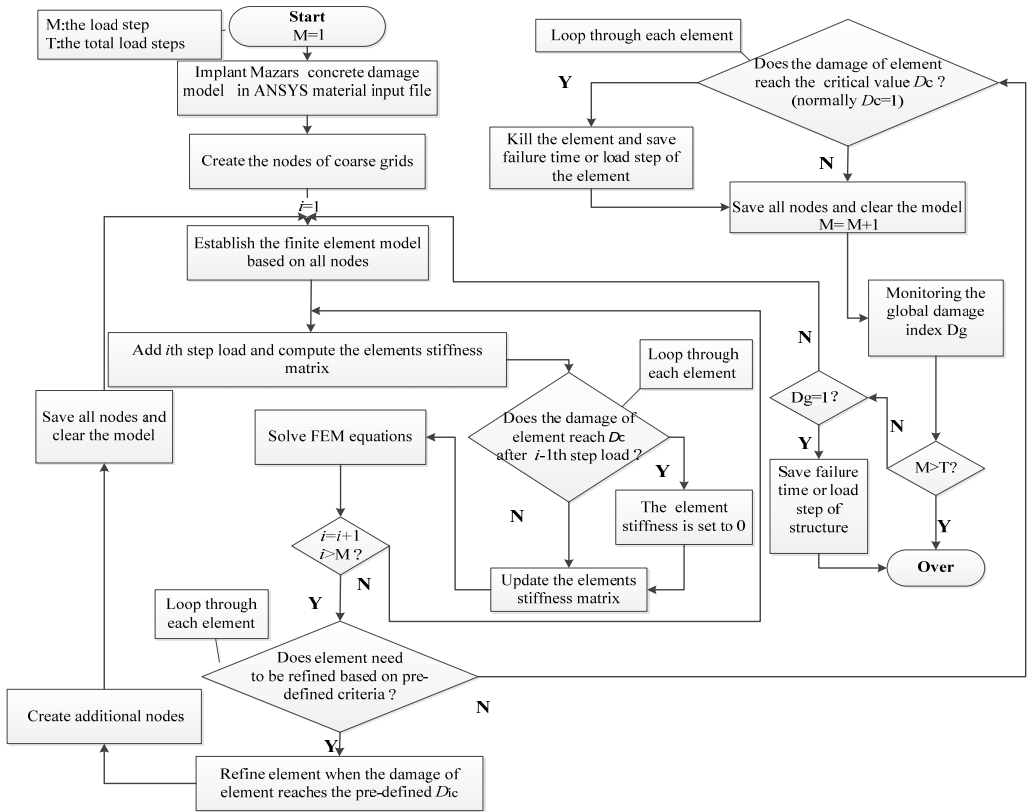 M:the load step
T:the total load steps
Start
M=1
Implant Mazars concrete damage
model in ANSYS material input file
Create the nodes of coarse grids
i=1
Establish the finite element model
based on all nodes
Add ith step load and compute the elements stiffness
matrix
Loop through
each element
Does the damage of
element reach Dc
after i-1th step load ?
Y
N
The element
stiffness is set to 0
Update the elements
stiffness matrix
Solve FEM equations
i=i+1
i>M ?
N
Y
Loop through
each element
Does element need
to be refined based on pre-
defined criteria ?
N
Y
Refine element when the damage of
element reaches the pre-defined Dic
Create additional nodes
Save all nodes and
clear the model
Loop through each element
Does the damage of element
reach the critical value Dc ?
(normally Dc=1)
Y
N
Kill the element and save
failure time or load step of
the element
Save all nodes and clear the model
M=M+1
Monitoring the
global damage
index Dg
M>T?
N
Y
Dg=1?
N
Y
Save failure
time or load
step of
structure
Over